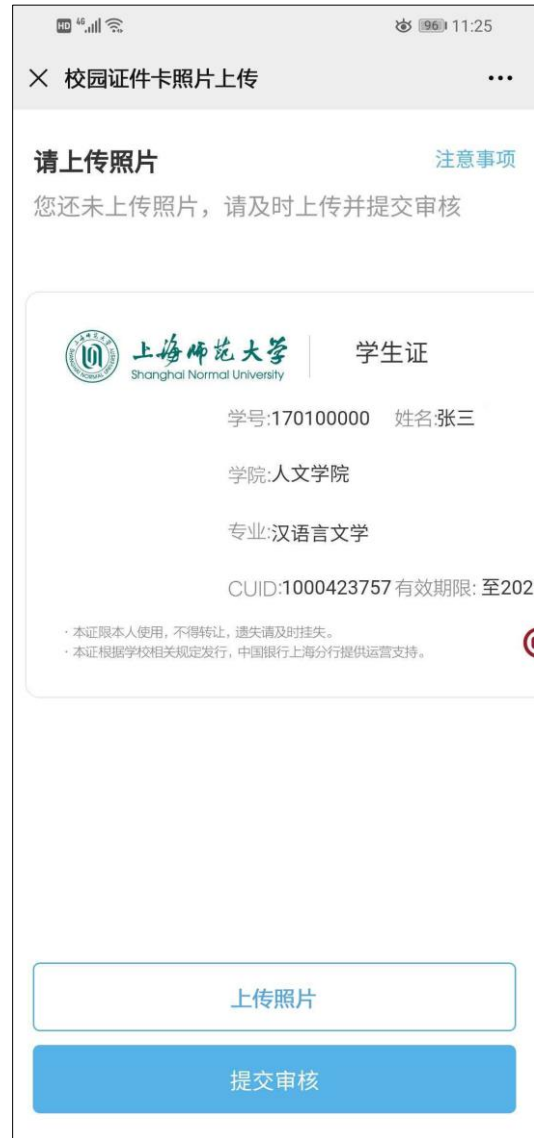 HD 46 96 11:25
校园证件卡照片上传
请上传照片 注意事项
您还未上传照片，请及时上传并提交审核
上海师范大学 学生证
Shanghai Normal University
学号:170100000 姓名:张三
学院:人文学院
专业:汉语言文学
CUID:1000423757 有效期限: 至202
· 本证限本人使用，不得转让，遗失请及时挂失。
· 本证根据学校相关规定发行，中国银行上海分行提供运营支持。
上传照片
提交审核